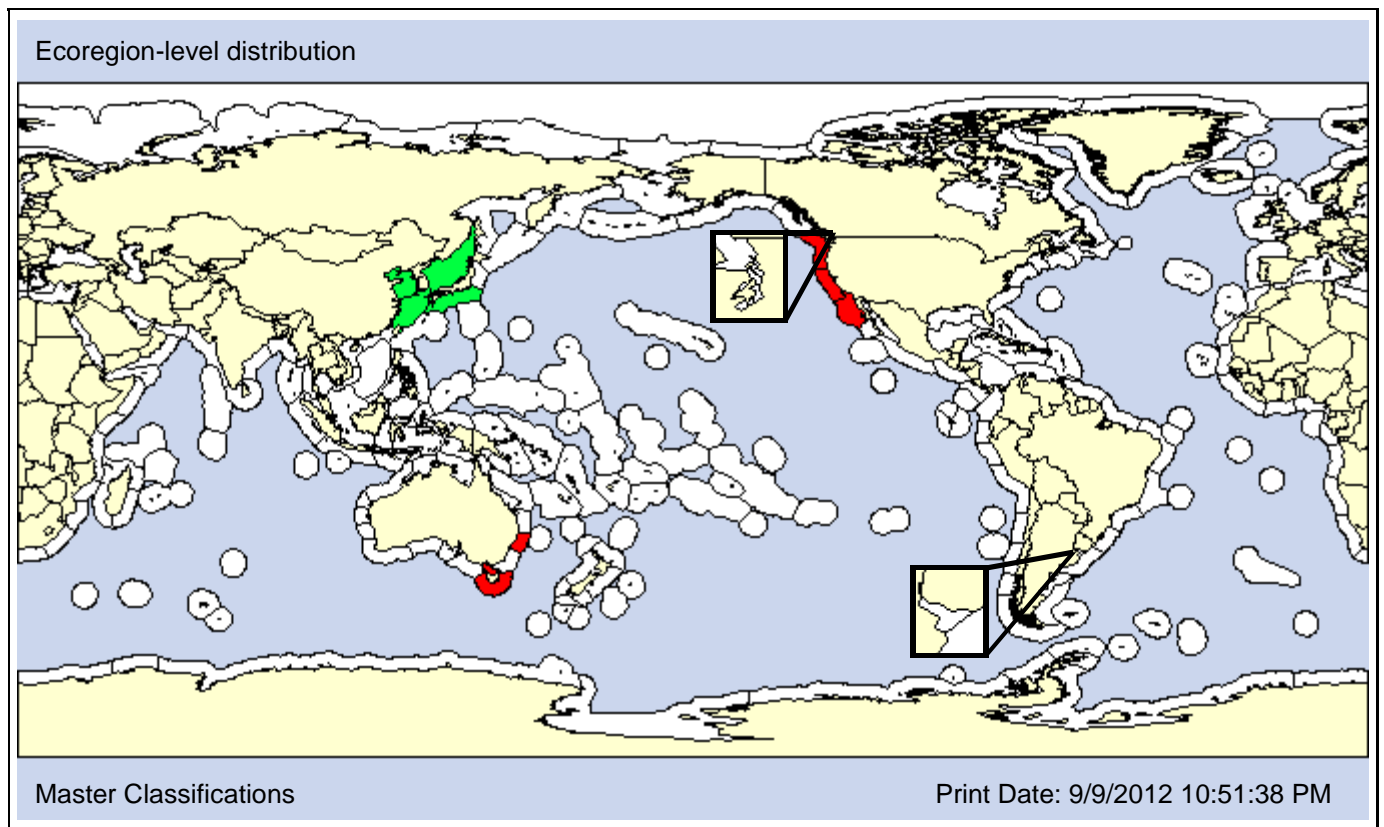 Ecoregion-level distribution
Master Classifications
Print Date: 9/9/2012 10:51:38 PM